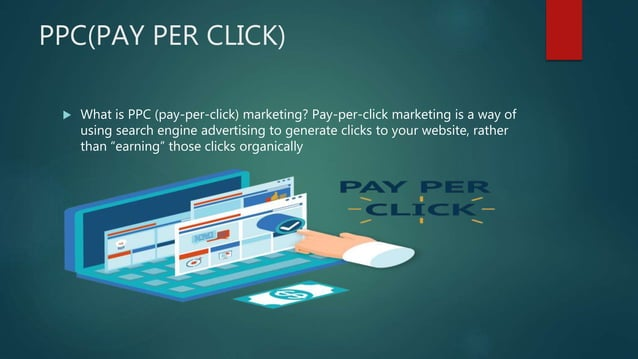 PPC(PAY PER CLICK)
What is PPC (pay-per-click) marketing? Pay-per-click marketing is a way of
using search engine advertising to generate clicks to your website, rather
than “earning” those clicks organically
PAY PER
CLICK